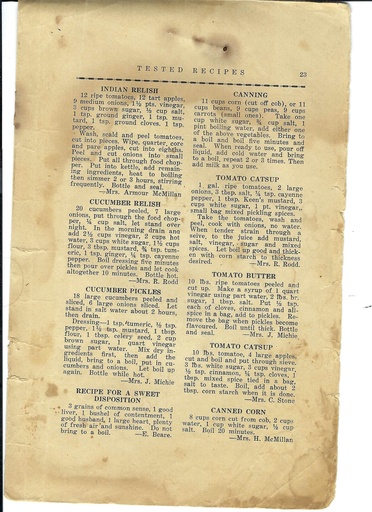 TESTED RECIPES 23
INDIAN RELISH
12 ripe tomatoes, 12 tart apples,
9 medium onions, 1½ pts. vinegar,
3 cups brown sugar, ½ cup salt,
1 tsp. ground ginger, 1 tsp. mus-
tard, 1 tsp. ground cloves. 1 tsp.
pepper.
Wash, scald and peel tomatoes,
cut into pieces. Wipe, quarter, core
and pare apples, cut into eighths.
Peel and cut onions into small
pieces. Put all through food chop-
per. Put into kettle, add remain-
ing ingredients, heat to boiling
then simmer 2 or 3 hours, stirring
frequently. Bottle and seal.
—Mrs. Armour McMillan
CUCUMBER RELISH
20 cucumbers peeled, 7 large
onions, put through the food chop-
per, ¾ cup salt, let stand over
night. In the morning drain and
add 2½ cups vinegar, 2 cups hot
water, 3 cups white sugar, 1½ cups
flour, 3 tbsp. mustard, ¾ tsp. tum-
eric, 1 tsp. ginger, ¼ tsp. cayenne
pepper. Boil dressing five minutes
then pour over pickles and let cook
altogether 10 minutes. Bottle hot.
—Mrs. R. Rodd
CUCUMBER PICKLES
18 large cucumbers peeled and
sliced, 6 large onions sliced. Let
stand in salt water about 2 hours,
then drain.
Dressing—1 tsp. tumeric, ½ tsp.
pepper, 1½ tsp. mustard, 1 tbsp.
flour, 1 tbsp. celery seed, 2 cup
brown sugar, 1 quart vinegar
using part water. Mix dry in-
gredients first, then add the
liquid, bring to a boil, put in cu-
cumbers and onions. Let boil up
again. Bottle while hot.
—Mrs. J. Michie
RECIPE FOR A SWEET
DISPOSITION
3 grains of common sense, 1 good
liver, 1 bushel of contentment, 1
good husband, 1 large heart, plenty
of fresh air and sunshine. Do not
bring to a boil. —E. Beare.
CANNING
11 cups corn (cut off cob), or 11
cups beans, 9 cups peas, 9 cups
carrots (small ones). Take one
cup white sugar, ¾ cup salt, 1
pint boiling water, add either one
of the above vegetables. Bring to
a boil and boil five minutes and
seal. When ready to use, pour off
liquid, add cold water and bring
to a boil, repeat 2 or 3 times. Then
add milk as you use.
TOMATO CATSUP
1 gal. ripe tomatoes, 2 large
onions, 3 tbsp. salt, ¼ tsp. cayenne
pepper, 1 tbsp. Keen's mustard, 3
cups white sugar, 1 pt. vinegar,
small bag mixed pickling spices.
Take the tomatoes, wash and
peel, cook with onions, no water.
When tender strain through a
seive, to the juice add mustard,
salt, vinegar, sugar and mixed
spices. Let boil up good and thick-
en with corn starch to thickness
desired. —Mrs. R. Rodd.
TOMATO BUTTER
10 lbs. ripe tomatoes peeled and
cut up. Make a syrup of 1 quart
vinegar using part water, 2 lbs. br.
sugar, 1 tbsp. salt. Put ½ tsp.
each of cloves, cinnamon and all-
spice in a bag, add to pickles. Re-
move the bag when pickles become
flavoured. Boil until thick. Bottle
and seal. —Mrs. J. Michie
TOMATO CATSUP
10 lbs. tomatoe, 4 large apples,
cut and boil and put through sieve.
3 lbs. white sugar, 3 cups vinegar,
½ tsp. cinnamon, ¼ tsp. cloves, 1
tbsp. mixed spice tied in a bag,
salt to taste. Boil, add about 2
tbsp. corn starch when it is done.
—Mrs. C. Stone
CANNED CORN
8 cups corn cut from cob, 2 cups
water, 1 cup white sugar, ½ cup
salt. Boil 20 minutes.
—Mrs. H. McMillan